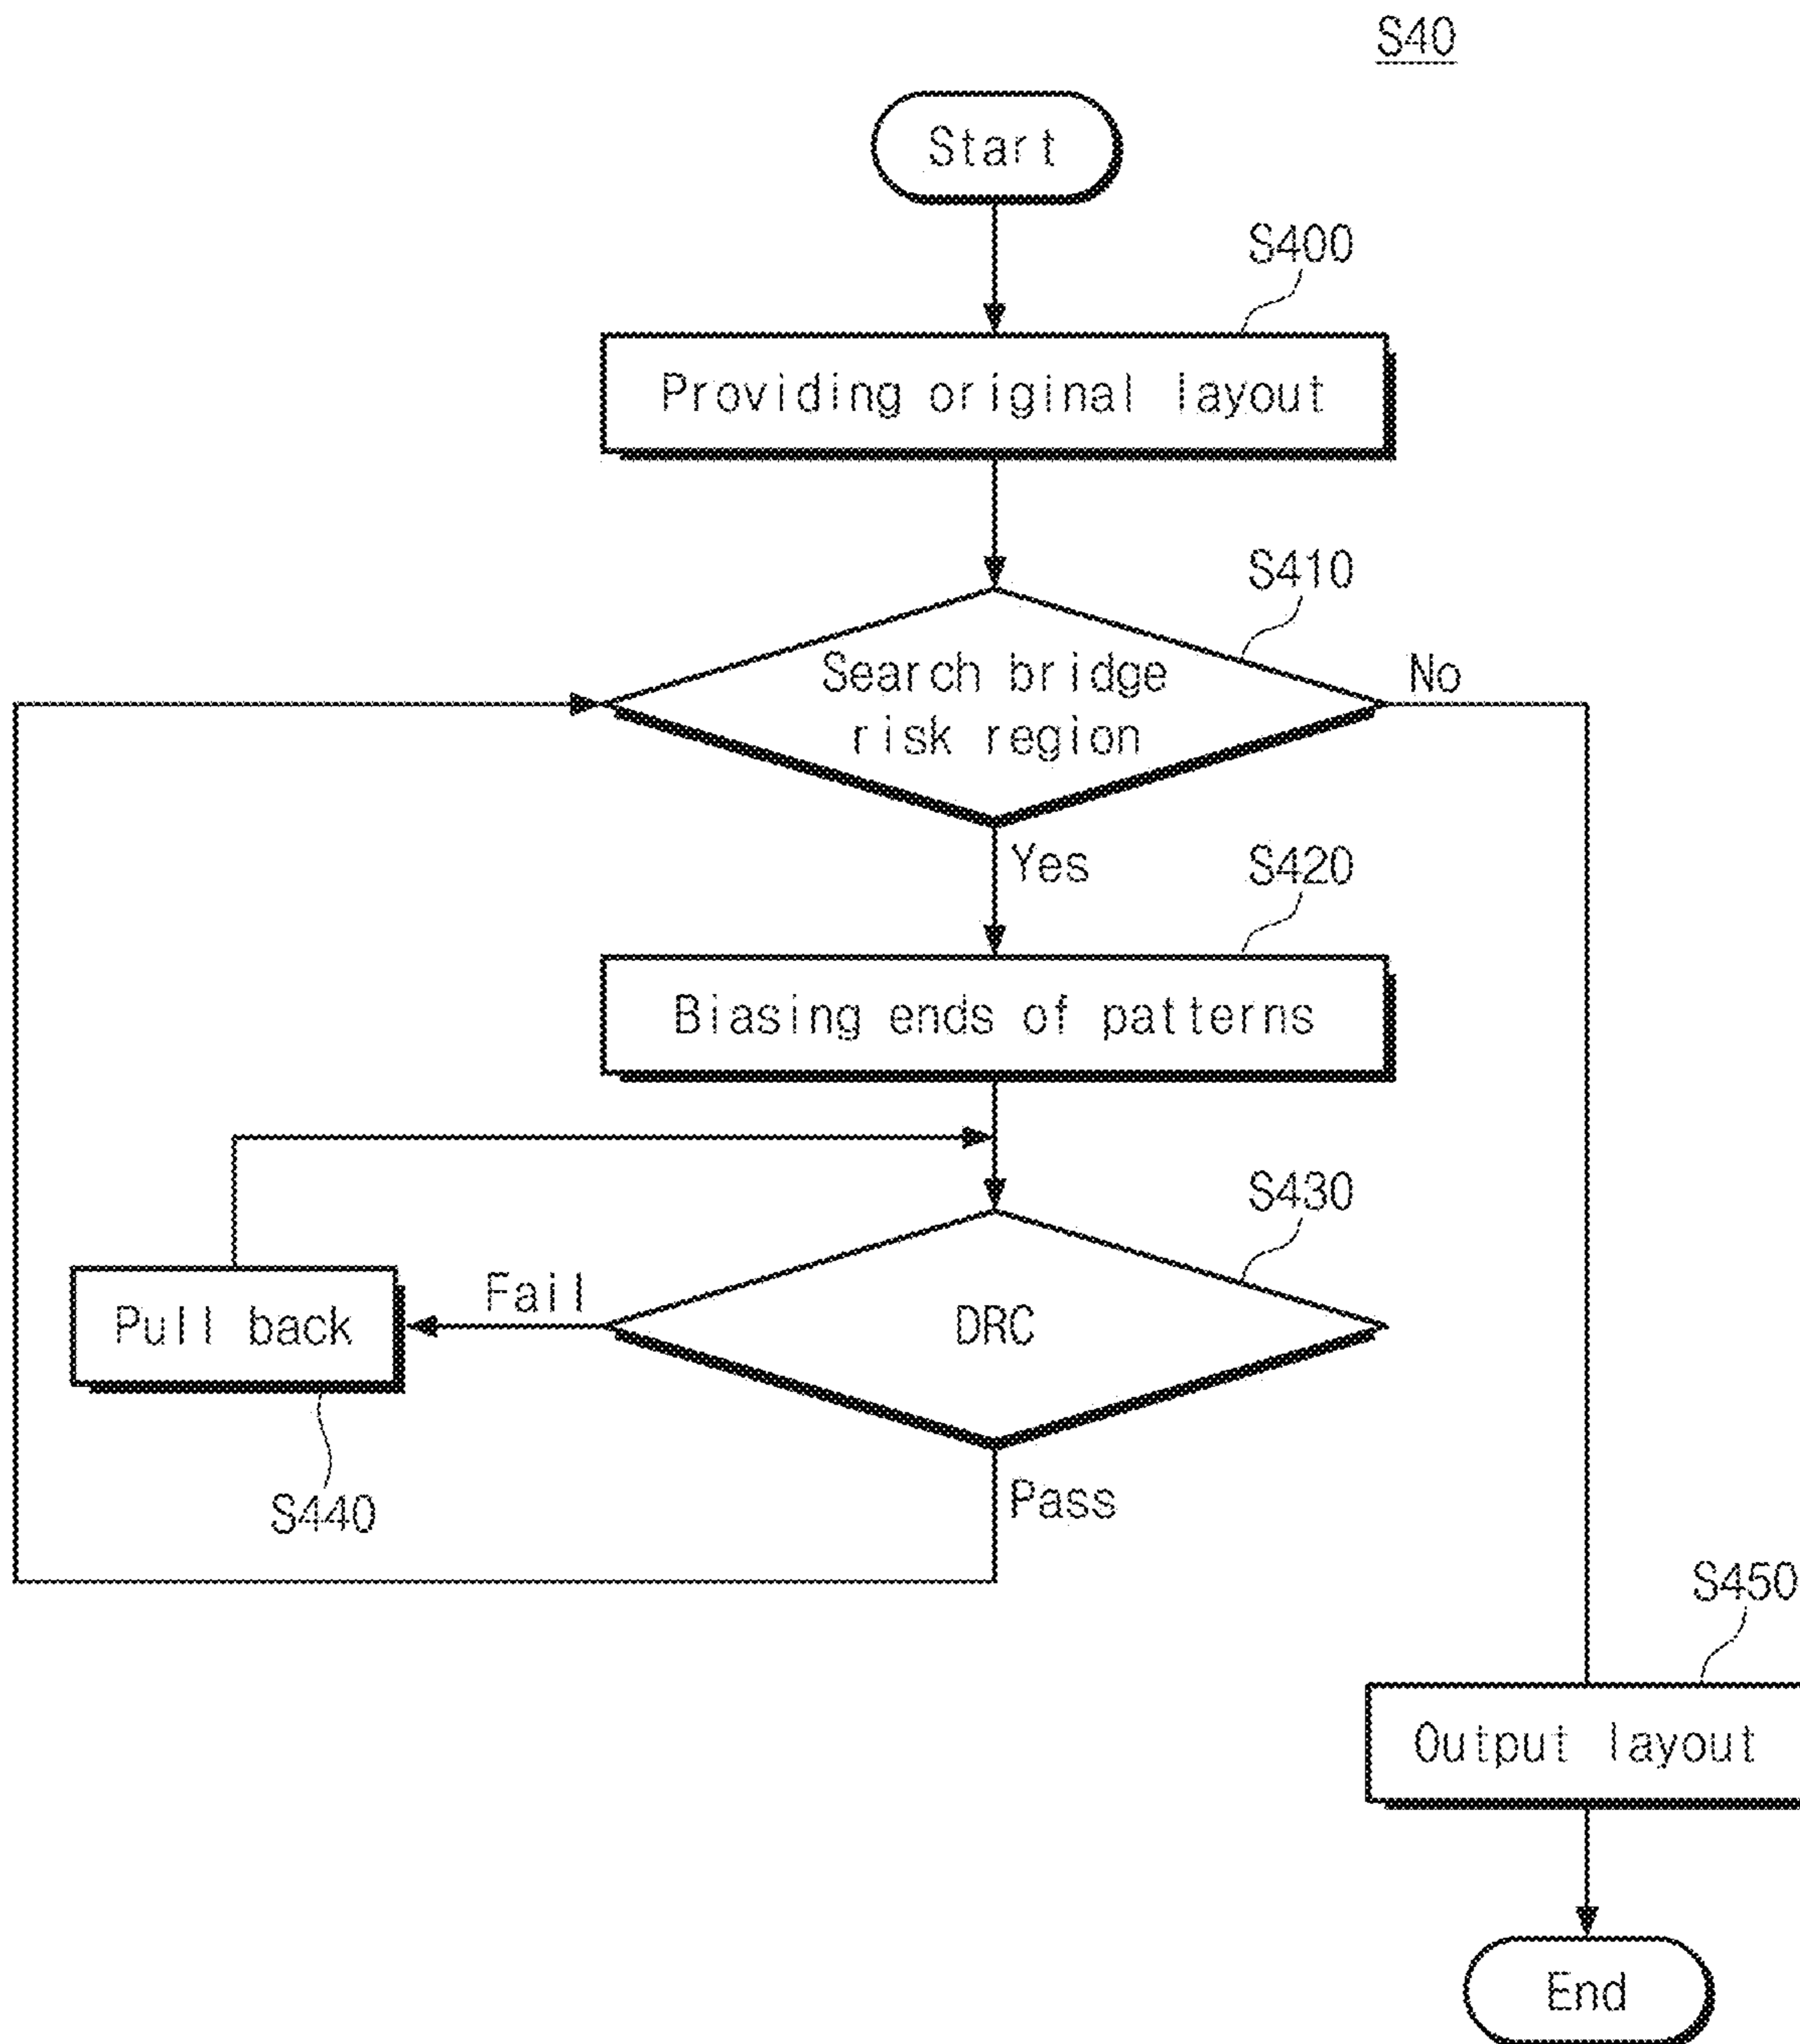 S40
Start
S400
Providing original layout
S410
Search bridge
risk region
No
Yes
S420
Biasing ends of patterns
S430
Fail
DRC
Pull back
S440
Pass
S450
Output layout
End